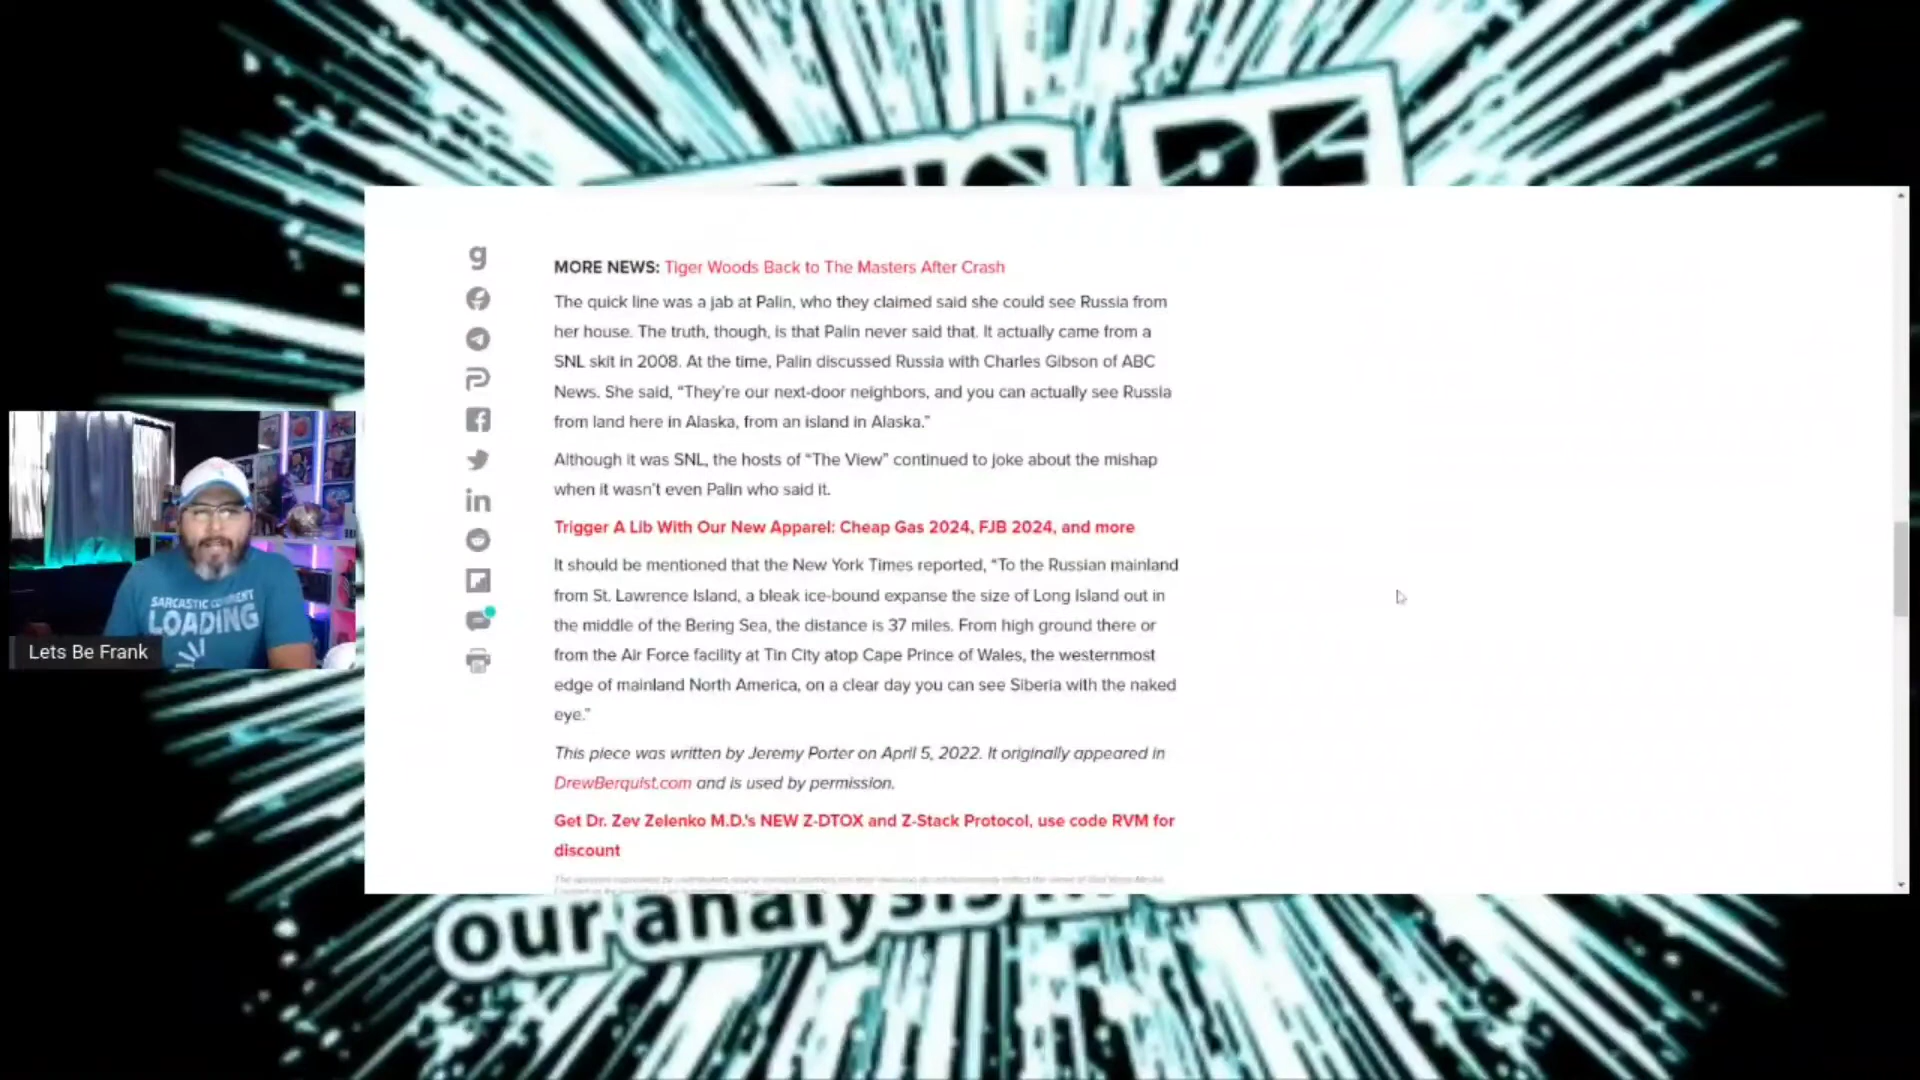 BE
MORE NEWS: Tiger Woods Back to The Masters After Crash
The quick line was a jab at Palin, who they claimed said she could see Russia from
her house. The truth, though, is that Palin never said that. It actually came from a
SNL skit in 2008. At the time, Palin discussed Russia with Charles Gibson of ABC
News. She said, “They’re our next-door neighbors, and you can actually see Russia
from land here in Alaska, from an island in Alaska.”
Although it was SNL, the hosts of “The View” continued to joke about the mishap
when it wasn’t even Palin who said it.
Trigger A Lib With Our New Apparel: Cheap Gas 2024, FJB 2024, and more
It should be mentioned that the New York Times reported, “To the Russian mainland
from St. Lawrence Island, a bleak ice-bound expanse the size of Long Island out in
the middle of the Bering Sea, the distance is 37 miles. From high ground there or
from the Air Force facility at Tin City atop Cape Prince of Wales, the westernmost
edge of mainland North America, on a clear day you can see Siberia with the naked
eye.”
This piece was written by Jeremy Porter on April 5, 2022. It originally appeared in
DrewBerquist.com and is used by permission.
Get Dr. Zev Zelenko M.D.'s NEW Z-DTOX and Z-Stack Protocol, use code RVM for
discount
SARCASTIC COMMENT
LOADING
Lets Be Frank
our analysis